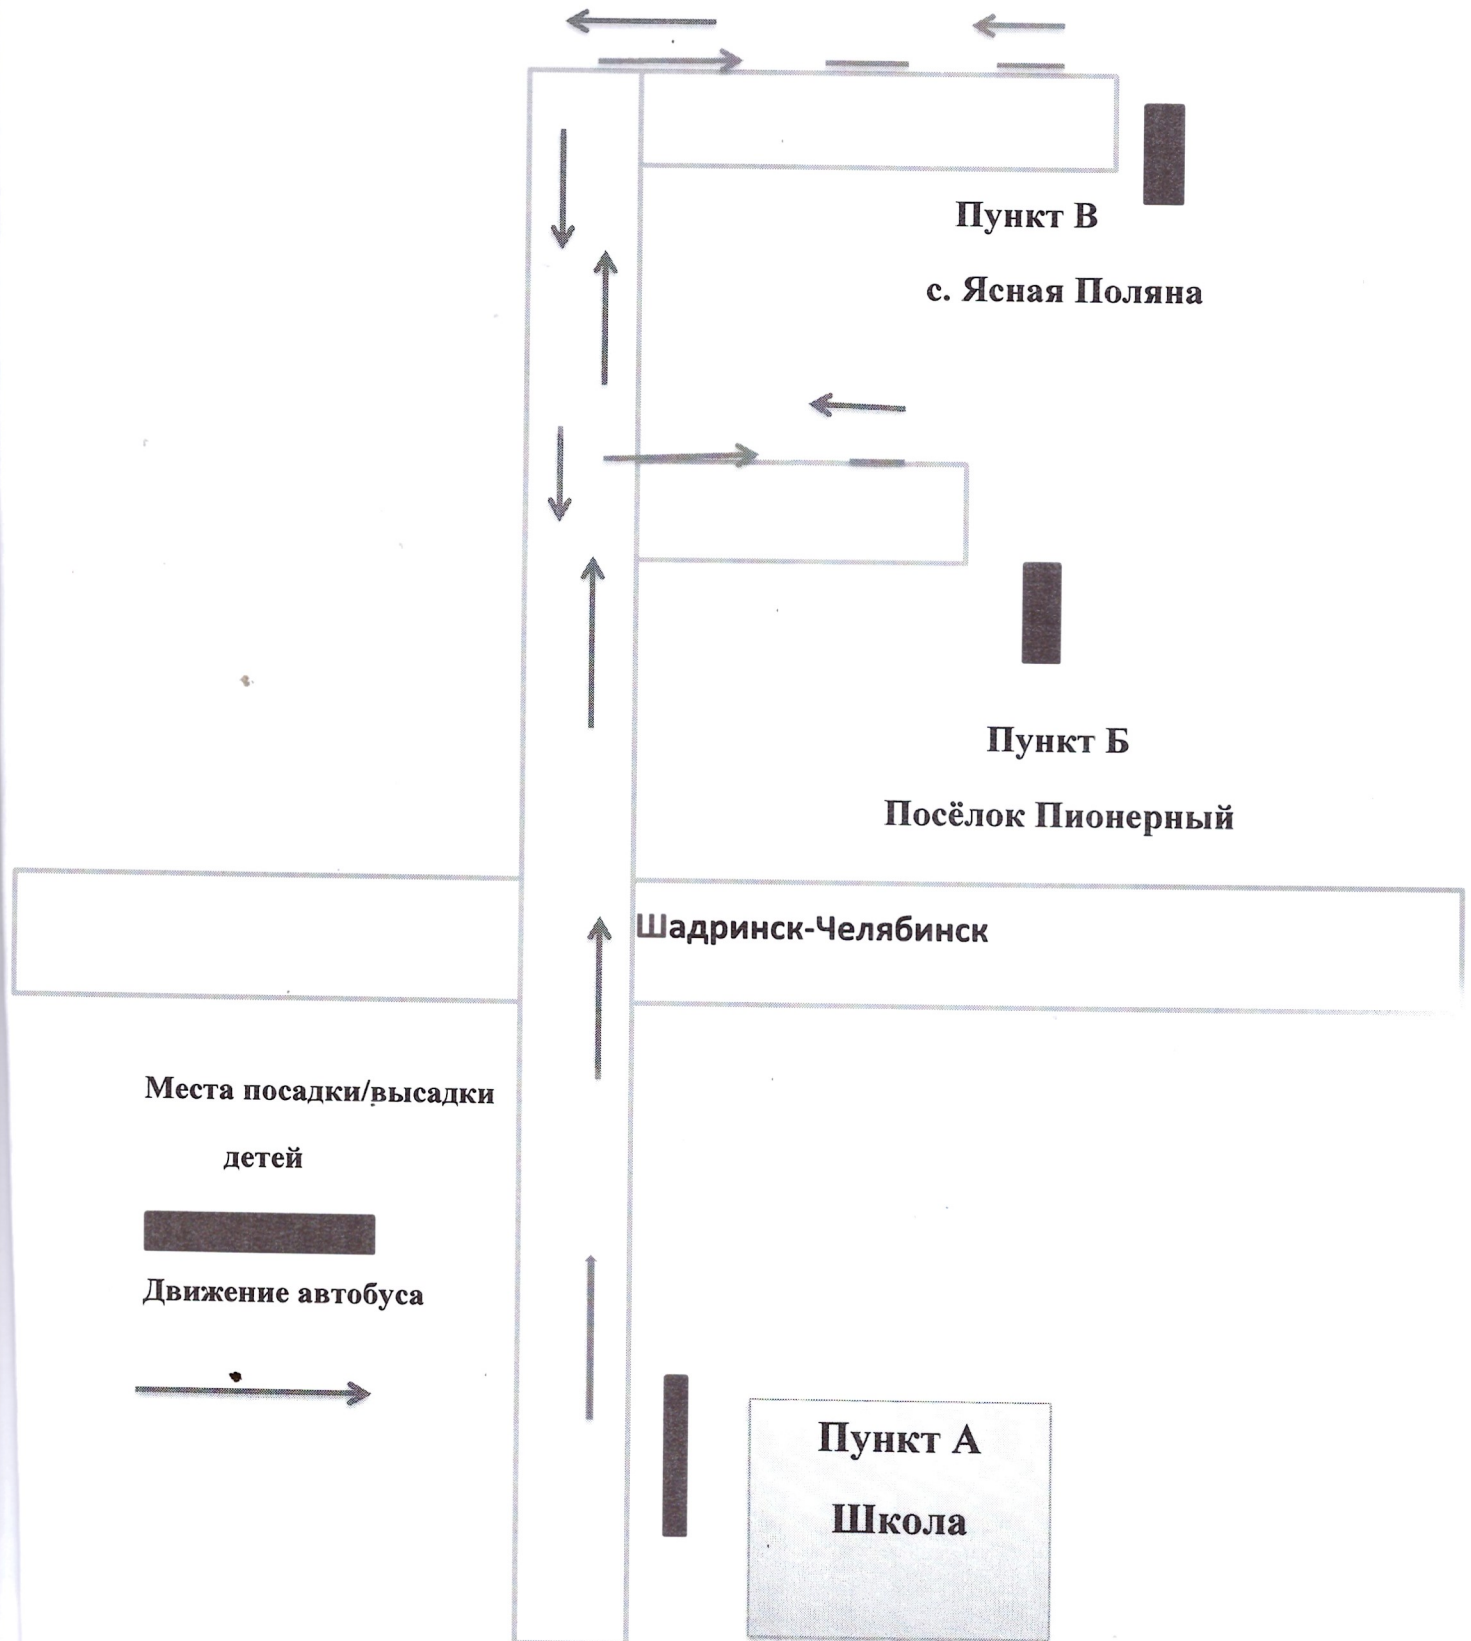 Пункт В
с. Ясная Поляна
Пункт Б
Посёлок Пионерный
Шадринск-Челябинск
Места посадки/высадки
детей
Движение автобуса
Пункт А
Школа